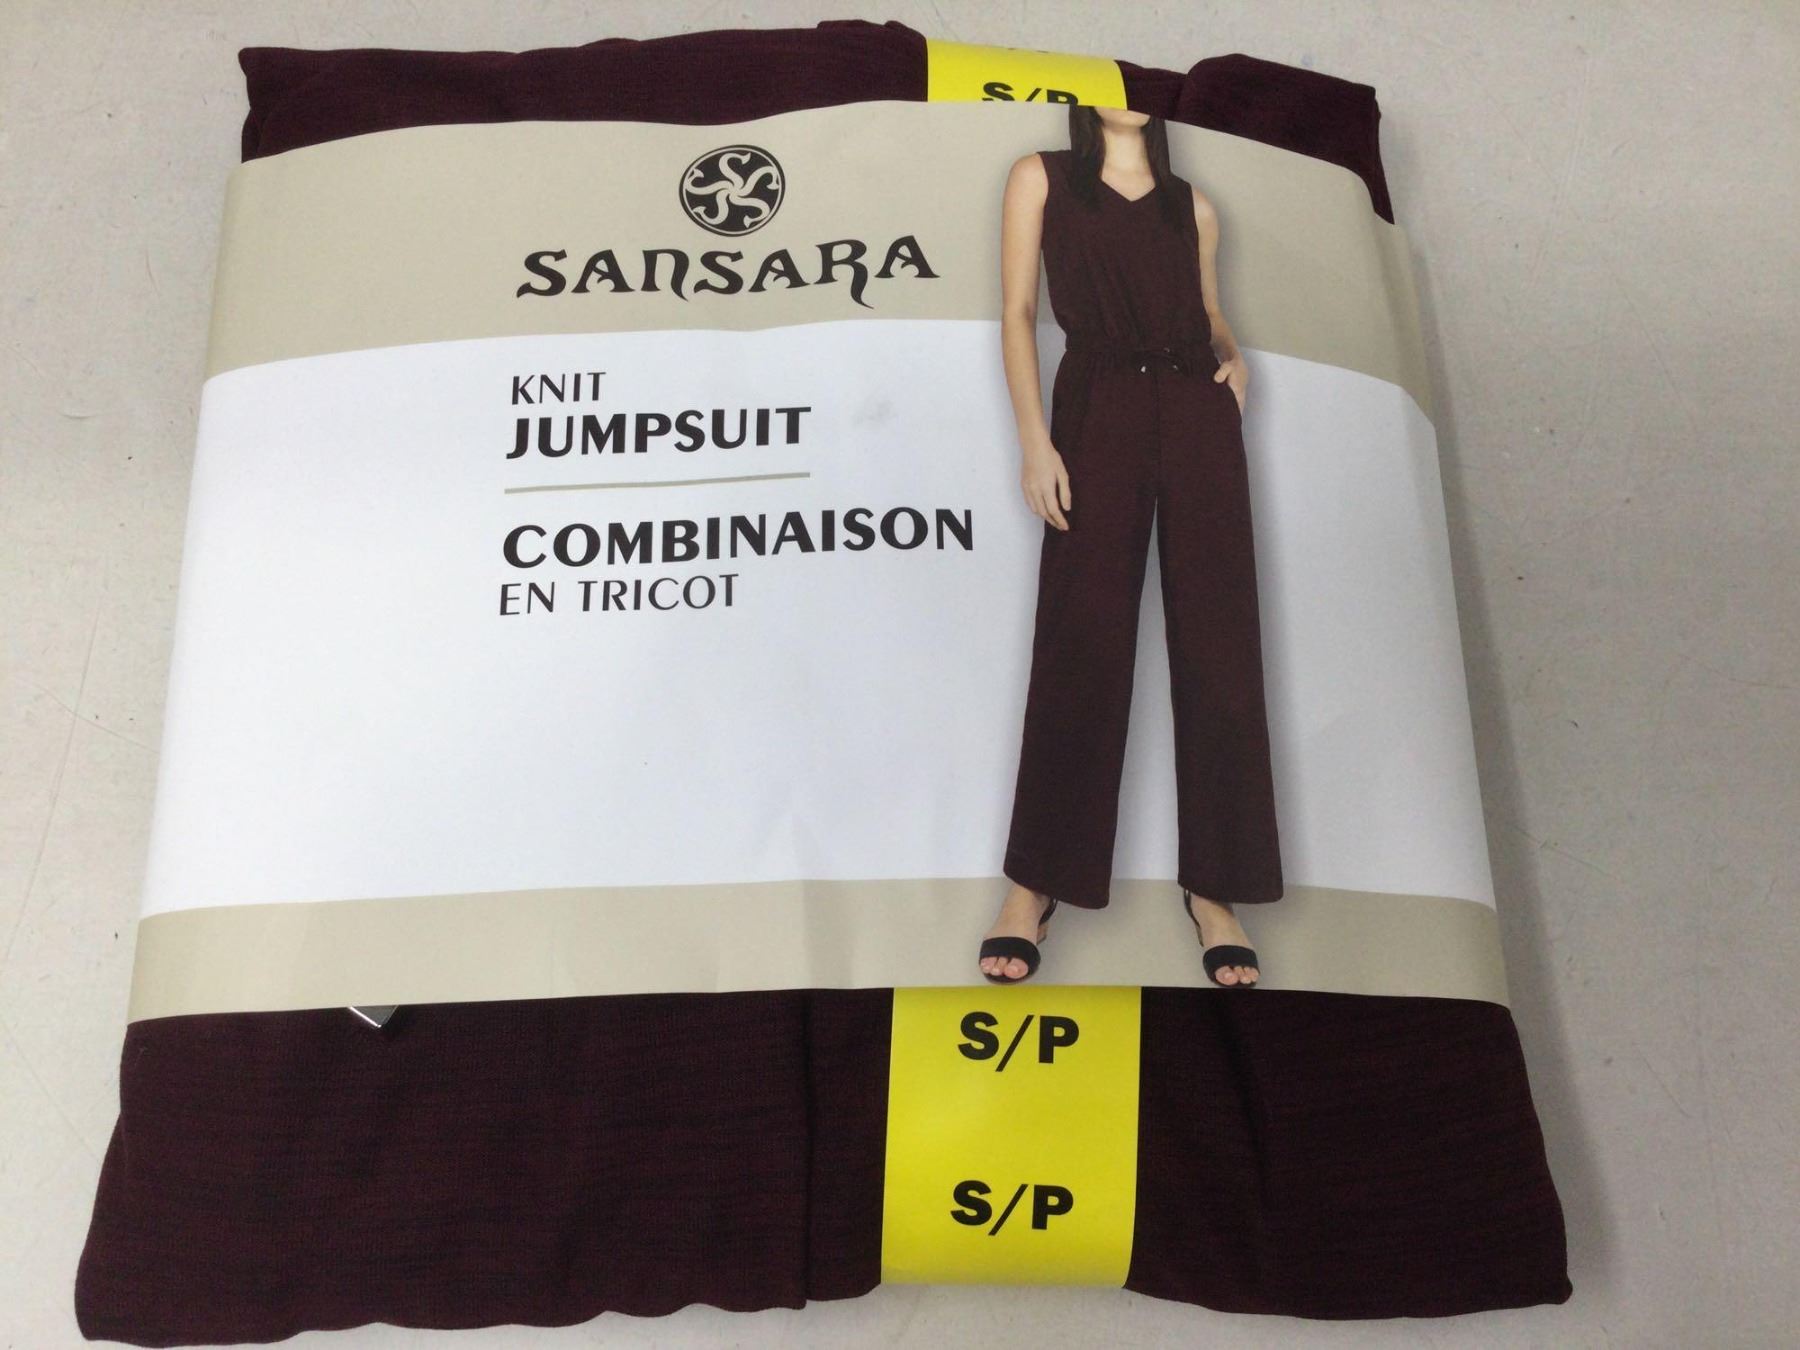 S/P
SANSARA
KNIT
JUMPSUIT
COMBINAISON
EN TRICOT
S/P
S/P